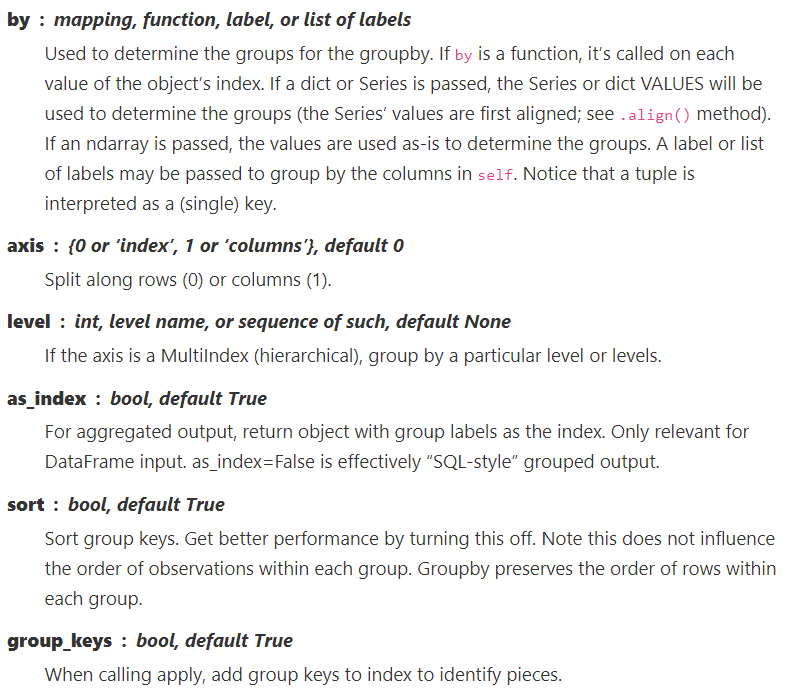 by : mapping, function, label, or list of labels
Used to determine the groups for the groupby. If by is a function, it’s called on each
value of the object’s index. If a dict or Series is passed, the Series or dict VALUES will be
used to determine the groups (the Series’ values are first aligned; see .align() method).
If an ndarray is passed, the values are used as-is to determine the groups. A label or list
of labels may be passed to group by the columns in self. Notice that a tuple is
interpreted as a (single) key.
axis : {0 or ‘index’, 1 or ‘columns’}, default 0
Split along rows (0) or columns (1).
level : int, level name, or sequence of such, default None
If the axis is a MultiIndex (hierarchical), group by a particular level or levels.
as_index : bool, default True
For aggregated output, return object with group labels as the index. Only relevant for
DataFrame input. as_index=False is effectively “SQL-style” grouped output.
sort : bool, default True
Sort group keys. Get better performance by turning this off. Note this does not influence
the order of observations within each group. Groupby preserves the order of rows within
each group.
group_keys : bool, default True
When calling apply, add group keys to index to identify pieces.